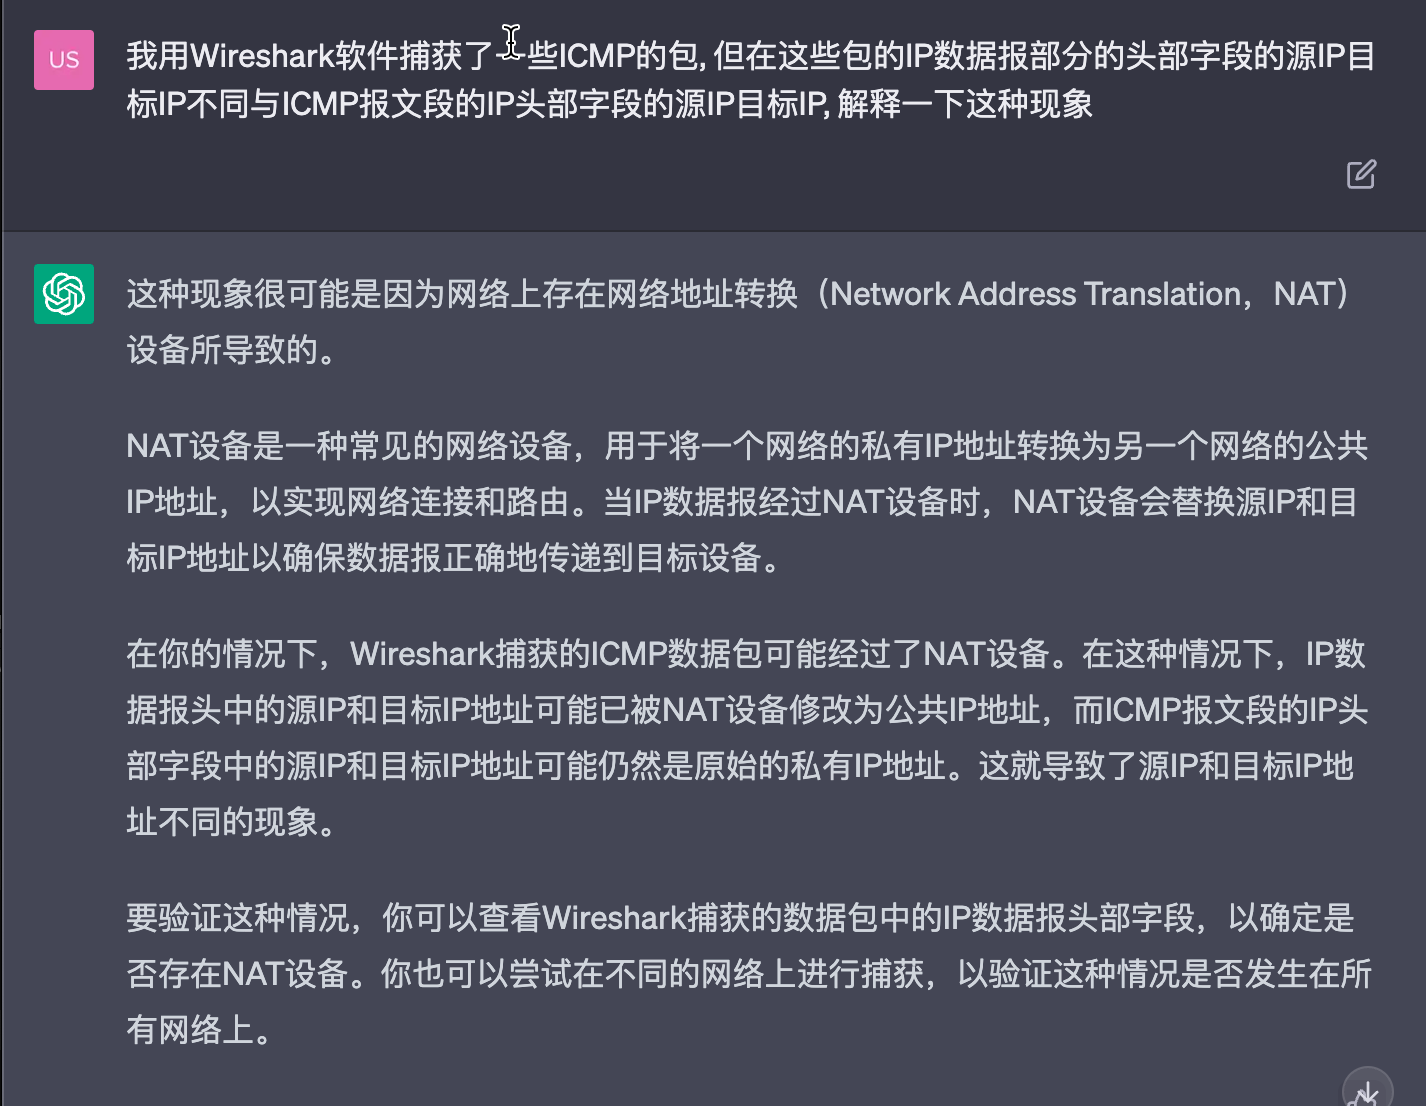 US
我用Wireshark软件捕获了一些ICMP的包, 但在这些包的IP数据报部分的头部字段的源IP目
标IP不同与ICMP报文段的IP头部字段的源IP目标IP, 解释一下这种现象
这种现象很可能是因为网络上存在网络地址转换（Network Address Translation，NAT）
设备所导致的。
NAT设备是一种常见的网络设备，用于将一个网络的私有IP地址转换为另一个网络的公共
IP地址，以实现网络连接和路由。当IP数据报经过NAT设备时，NAT设备会替换源IP和目
标IP地址以确保数据报正确地传递到目标设备。
在你的情况下，Wireshark捕获的ICMP数据包可能经过了NAT设备。在这种情况下，IP数
据报头中的源IP和目标IP地址可能已被NAT设备修改为公共IP地址，而ICMP报文段的IP头
部字段中的源IP和目标IP地址可能仍然是原始的私有IP地址。这就导致了源IP和目标IP地
址不同的现象。
要验证这种情况，你可以查看Wireshark捕获的数据包中的IP数据报头部字段，以确定是
否存在NAT设备。你也可以尝试在不同的网络上进行捕获，以验证这种情况是否发生在所
有网络上。